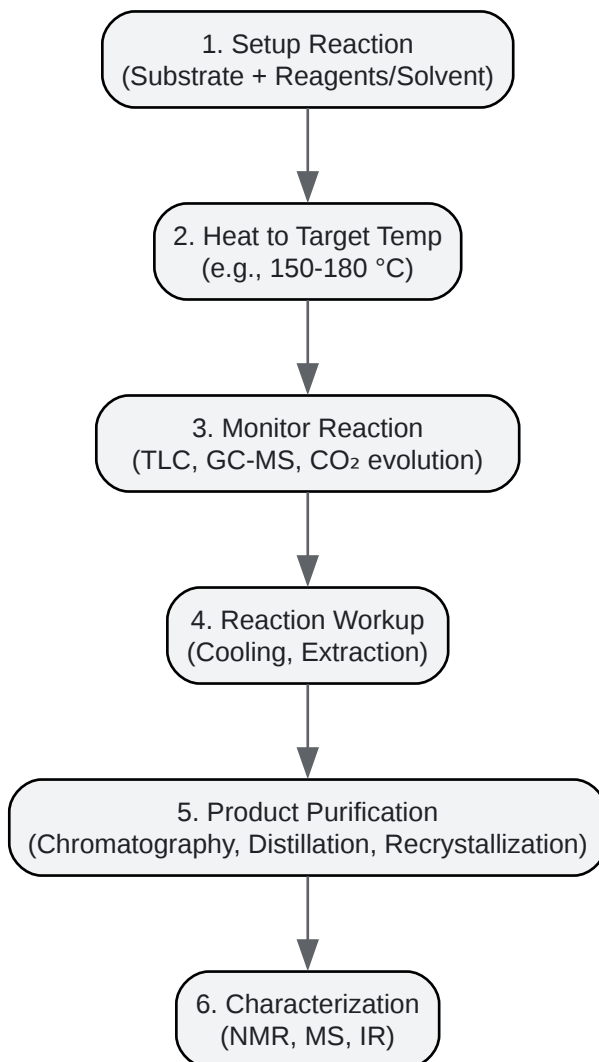 1. Setup Reaction
(Substrate + Reagents/Solvent)
2. Heat to Target Temp
(e.g., 150-180 °C)
3. Monitor Reaction
(TLC, GC-MS, CO₂ evolution)
4. Reaction Workup
(Cooling, Extraction)
5. Product Purification
(Chromatography, Distillation, Recrystallization)
6. Characterization
(NMR, MS, IR)